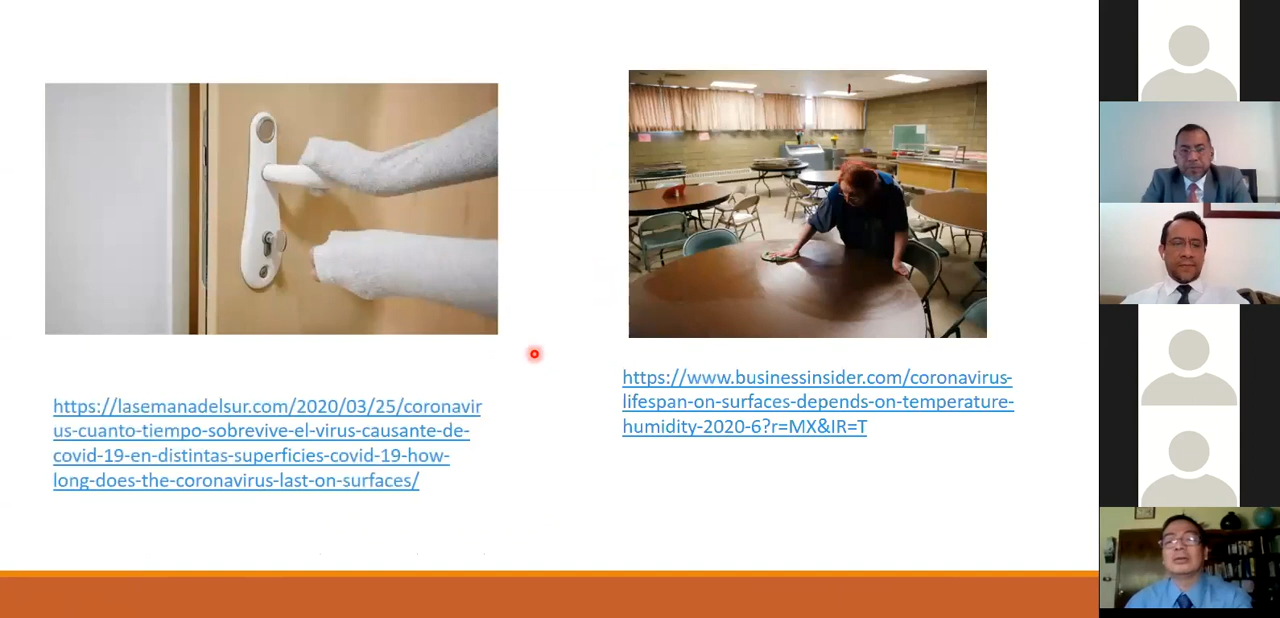 https://lasemanadelsur.com/2020/03/25/coronavir
us-cuanto-tiempo-sobrevive-el-virus-causante-de-
covid-19-en-distintas-superficies-covid-19-how-
long-does-the-coronavirus-last-on-surfaces/
https://www.businessinsider.com/coronavirus-
lifespan-on-surfaces-depends-on-temperature-
humidity-2020-6?r=MX&IR=T